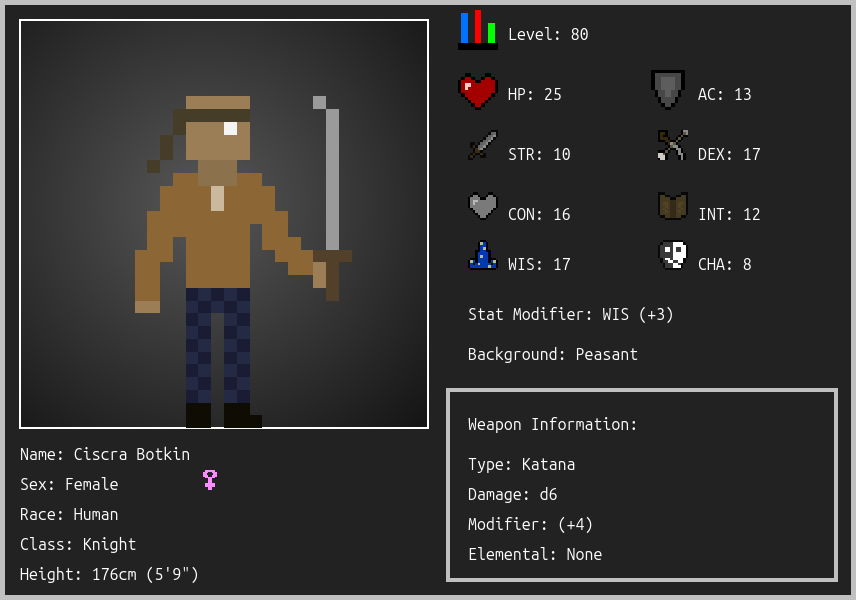 Level: 80
HP: 25
AC: 13
STR: 10
DEX: 17
CON: 16
INT: 12
WIS: 17
CHA: 8
Stat Modifier: WIS (+3)
Background: Peasant
Weapon Information:
Type: Katana
Damage: d6
Modifier: (+4)
Elemental: None
Name: Ciscra Botkin
Sex: Female
Race: Human
Class: Knight
Height: 176cm (5'9")